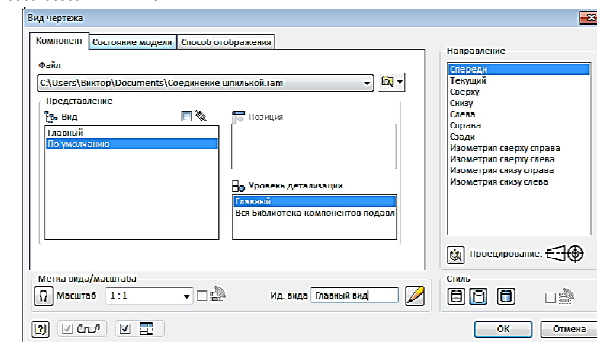 Вид чертежа
Компонент Состояние модели Способ отображения
Файл
C:\Users\Виктор\Documents\Соединение шпилькой.iam
Представление
Вид
Главный
По умолчанию
Позиция
Уровень детализации
Главный
Вся Библиотека компонентов подавл
Направление
Спереди
Текущий
Сверху
Снизу
Слева
Справа
Сзади
Изометрия сверху справа
Изометрия сверху слева
Изометрия снизу справа
Изометрия снизу слева
Проецирование:
Метка вида/масштаба
Масштаб 1:1
Ид. вида Главный вид
Стиль
ОК Отмена